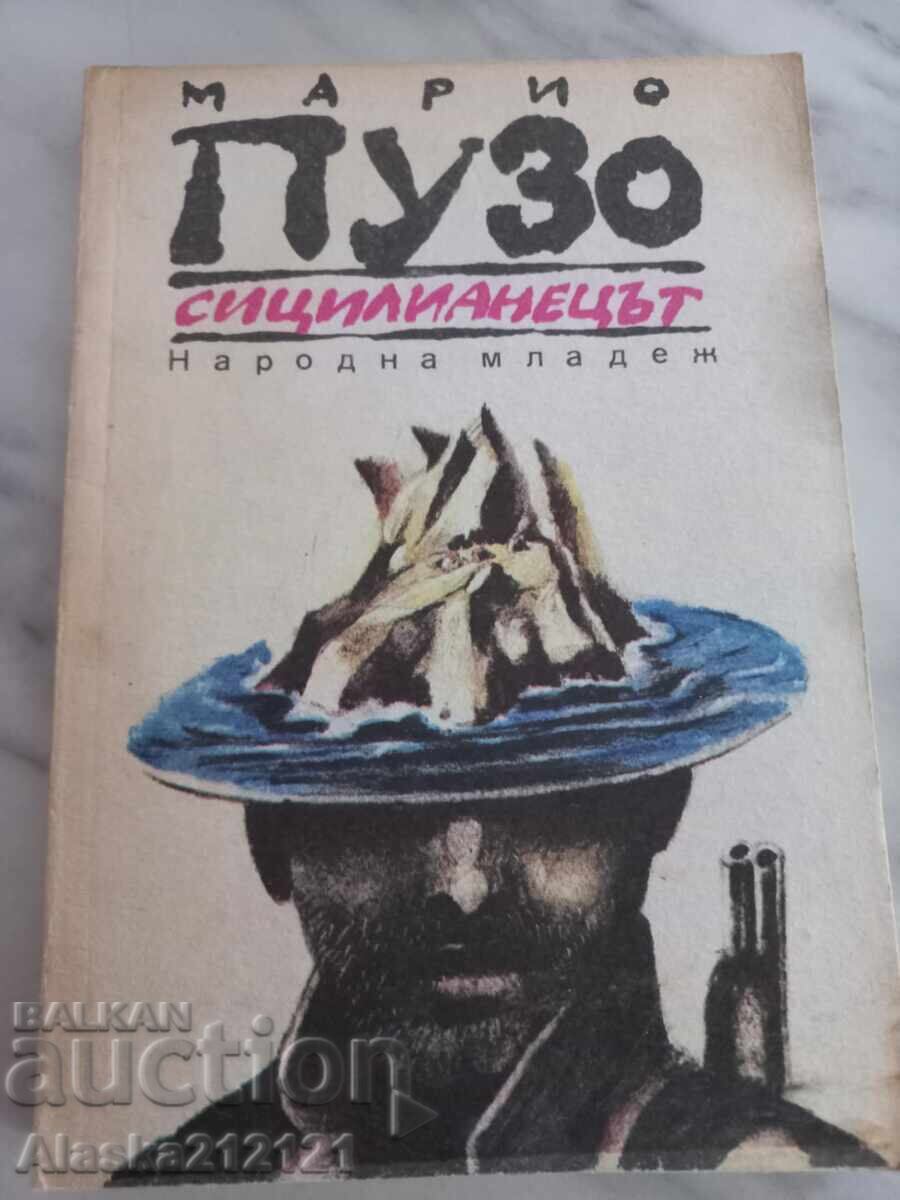 МАРИО
ПУЗО
СИЦИЛИАНЕЦЪТ
Народна младеж
BALKAN
auction
Alaska212121